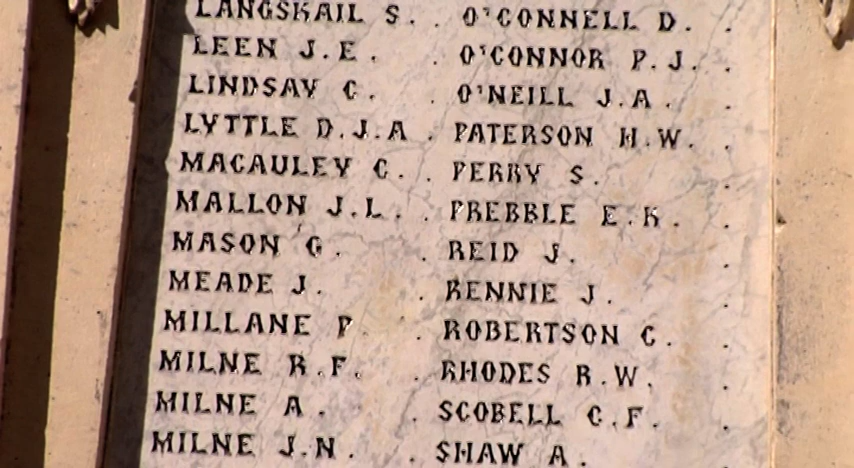 LANGSKAIL S. . O'CONNELL D. .
LEEN J.E. . O'CONNOR P.J. .
LINDSAY C. . O'NEILL J.A. .
LYTTLE D.J.A . PATERSON H.W. .
MACAULEY C. . PERRY S. .
MALLON J.L. . PREBBLE E.K. .
MASON G. . REID J. .
MEADE J. . RENNIE J. .
MILLANE P. . ROBERTSON C. .
MILNE R.F. . RHODES R.W. .
MILNE A. . SCOBELL C.F. .
MILNE J.N. . SHAW A. .